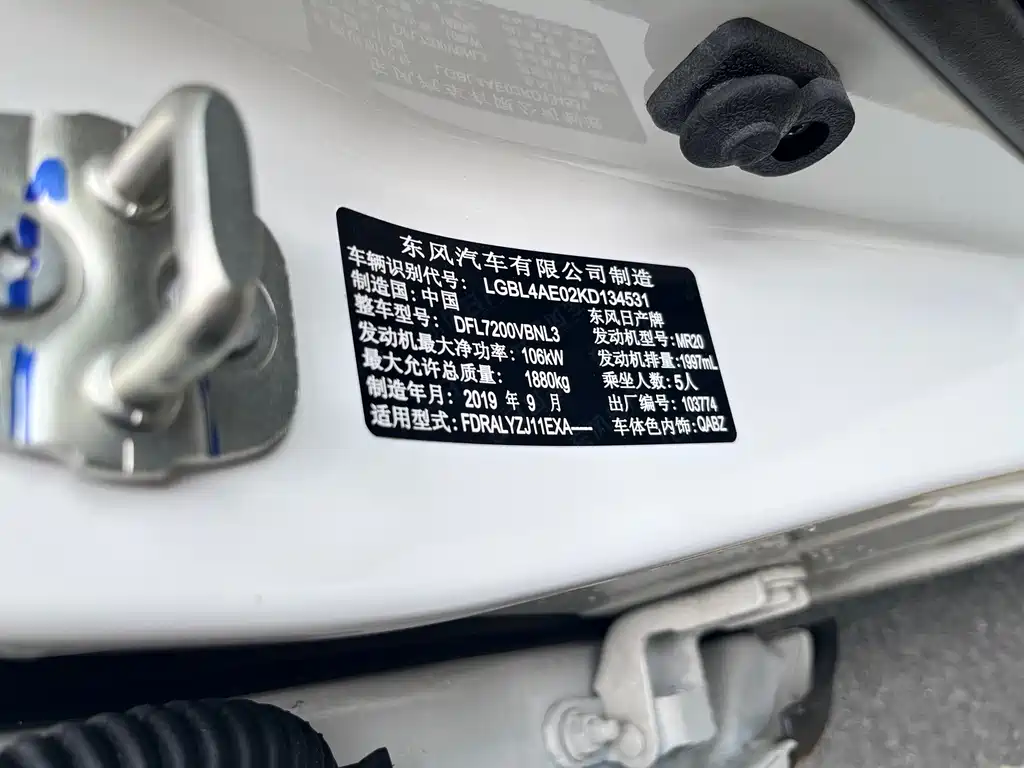 东风汽车有限公司制造
车辆识别代号: LGBL4AE02KD134531
制造国:中国 东风日产牌
整车型号: DFL7200VBNL3 发动机型号:MR20
发动机最大净功率:106kW 发动机排量:1997mL
最大允许总质量: 1880kg 乘坐人数:5人
制造年月:2019 年 9 月 出厂编号:103774
适用型式:FDRALYZJ11EXA—— 车体色内饰:QABZ